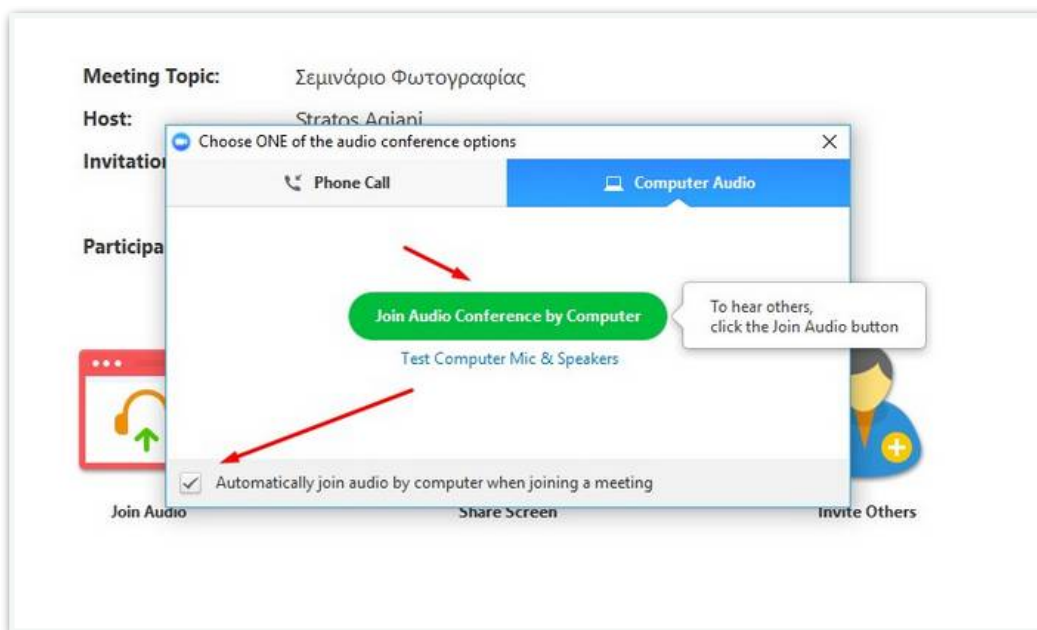 Meeting Topic: Σεμινάριο Φωτογραφίας
Host: Stratos Agiani
Choose ONE of the audio conference options
Invitation
Phone Call
Computer Audio
Participa
Join Audio Conference by Computer
To hear others,
click the Join Audio button
Test Computer Mic & Speakers
Automatically join audio by computer when joining a meeting
Join Audio
Share Screen
Invite Others